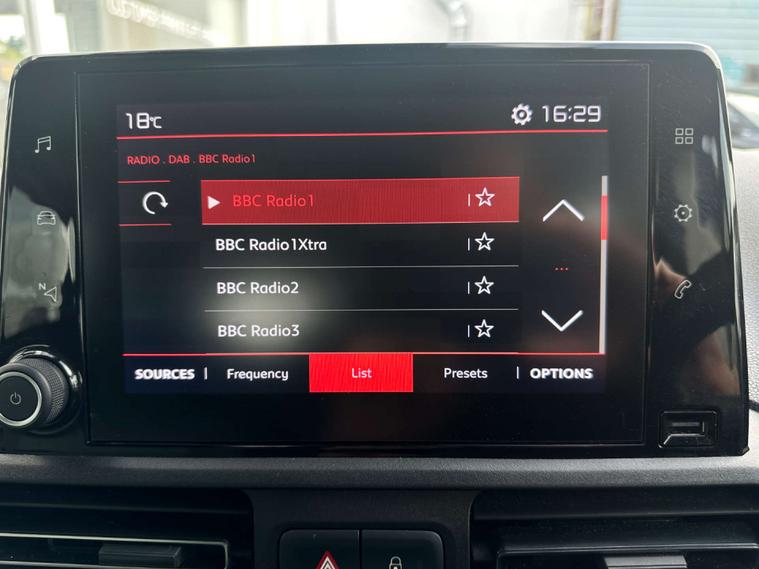 18°C 16:29
RADIO . DAB . BBC Radio1
BBC Radio1
BBC Radio1Xtra
BBC Radio2
BBC Radio3
SOURCES Frequency List Presets OPTIONS
N